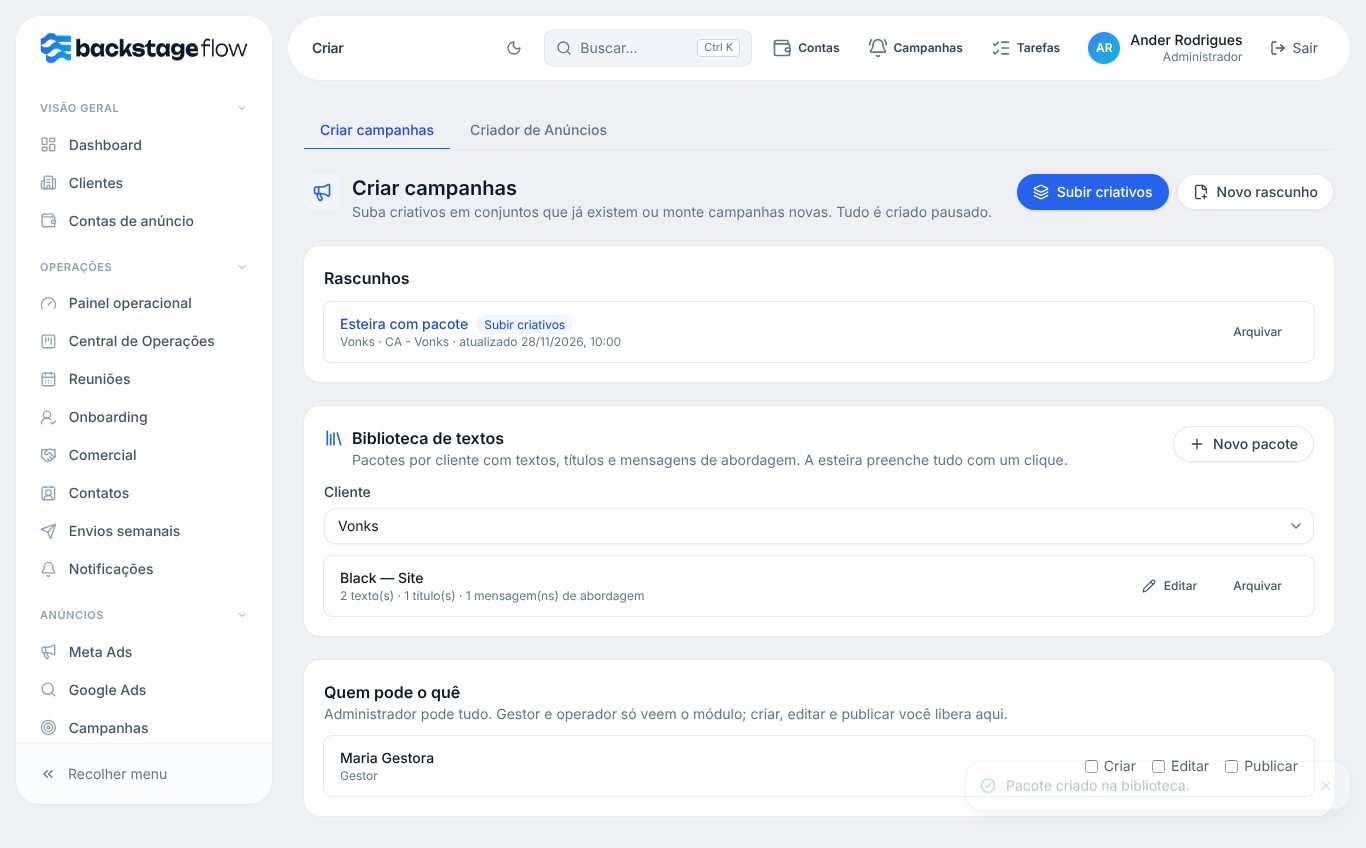 backstageflow
VISÃO GERAL
Dashboard
Clientes
Contas de anúncio
OPERAÇÕES
Painel operacional
Central de Operações
Reuniões
Onboarding
Comercial
Contatos
Envios semanais
Notificações
ANÚNCIOS
Meta Ads
Google Ads
Campanhas
Recolher menu
Criar
Buscar...
Ctrl K
Contas
Campanhas
Tarefas
AR
Ander Rodrigues
Administrador
Sair
Criar campanhas
Criador de Anúncios
Criar campanhas
Suba criativos em conjuntos que já existem ou monte campanhas novas. Tudo é criado pausado.
Subir criativos
Novo rascunho
Rascunhos
Esteira com pacote Subir criativos
Vonks · CA - Vonks · atualizado 28/11/2026, 10:00
Arquivar
Biblioteca de textos
Pacotes por cliente com textos, títulos e mensagens de abordagem. A esteira preenche tudo com um clique.
Novo pacote
Cliente
Vonks
Black — Site
2 texto(s) · 1 título(s) · 1 mensagem(ns) de abordagem
Editar
Arquivar
Quem pode o quê
Administrador pode tudo. Gestor e operador só veem o módulo; criar, editar e publicar você libera aqui.
Maria Gestora
Gestor
Criar Editar Publicar
Pacote criado na biblioteca.